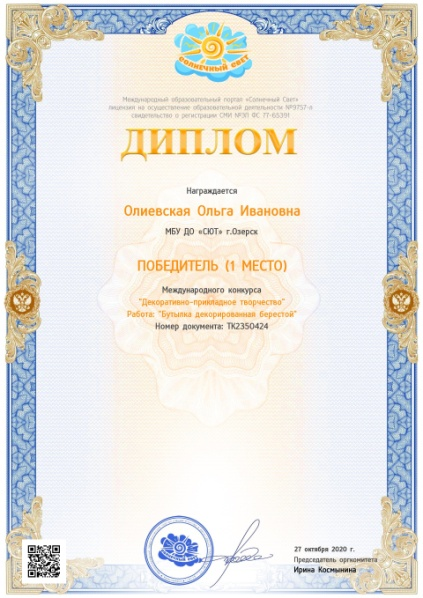 СОЛНЕЧНЫЙ СВЕТ
Международный образовательный портал «Солнечный Свет»
лицензия на осуществление образовательной деятельности №9757-л
свидетельство о регистрации СМИ №ЭЛ ФС 77-65391
ДИПЛОМ
Награждается
Олиевская Ольга Ивановна
МБУ ДО «СЮТ» г.Озерск
ПОБЕДИТЕЛЬ (1 МЕСТО)
Международного конкурса
"Декоративно-прикладное творчество"
Работа: "Бутылка декорированная берестой"
Номер документа: ТК2350424
27 октября 2020 г.
Председатель оргкомитета
Ирина Космынина